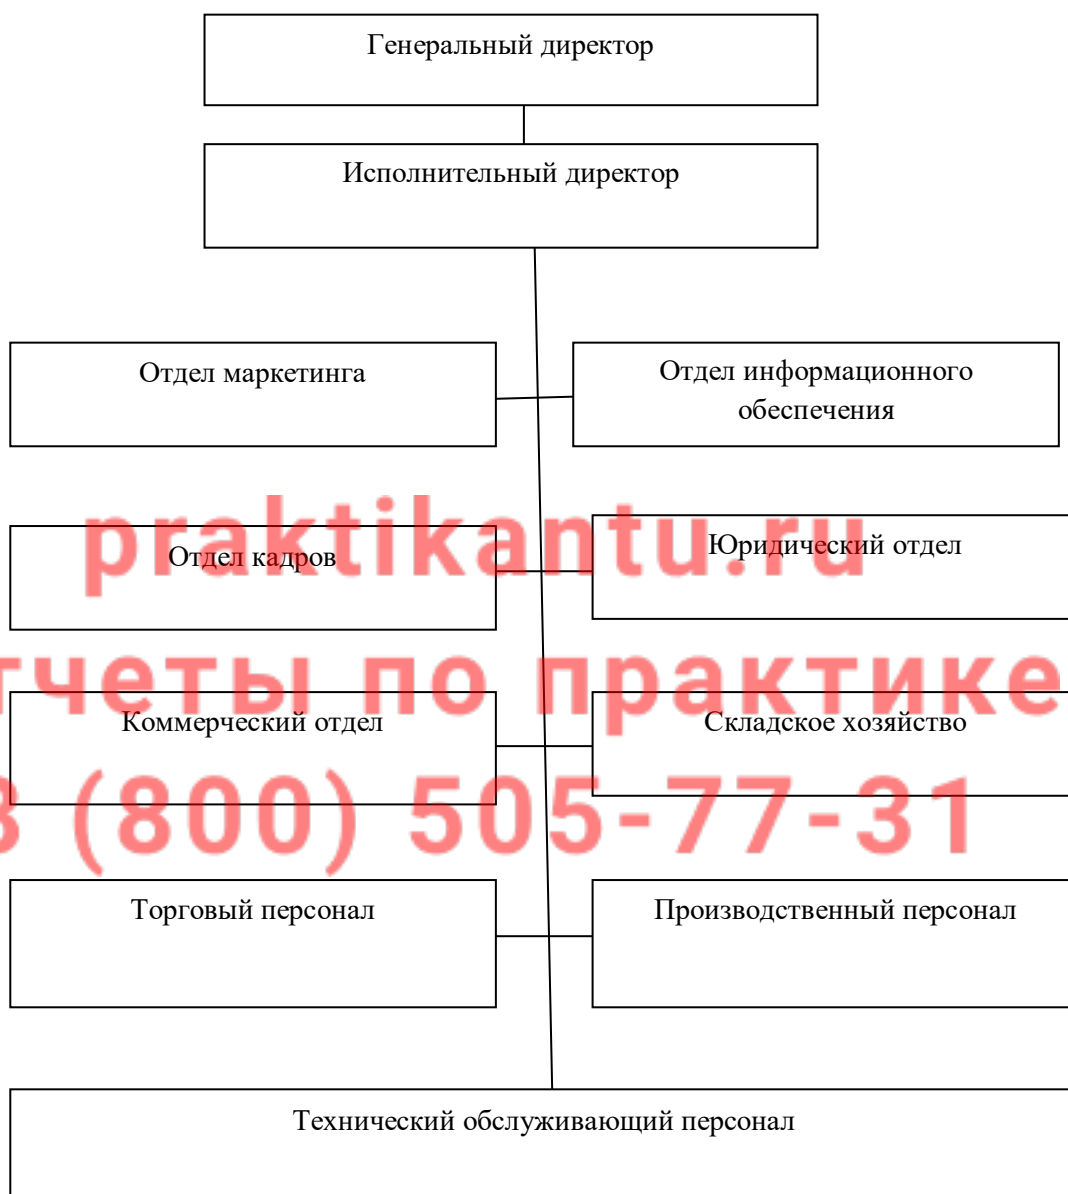 Генеральный директор
Исполнительный директор
Отдел маркетинга
Отдел информационного
обеспечения
praktikantu.ru
Отдел кадров
Юридический отдел
тчеты по практике
Коммерческий отдел
Складское хозяйство
8 (800) 505-77-31
Торговый персонал
Производственный персонал
Технический обслуживающий персонал